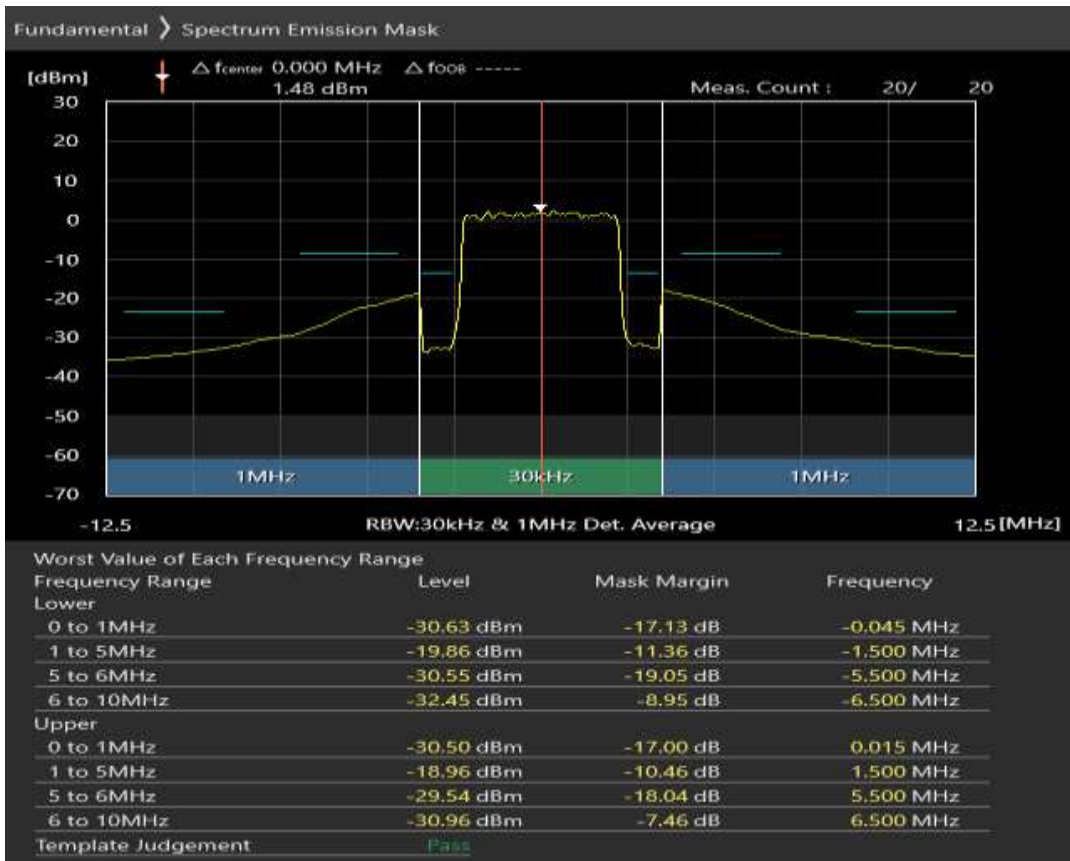 Fundamental ❭ Spectrum Emission Mask
[dBm] △ fcenter 0.000 MHz △ fOOB -----
1.48 dBm Meas. Count : 20/ 20
30
20
10
0
-10
-20
-30
-40
-50
-60
1MHz 30kHz 1MHz
-70
-12.5 RBW:30kHz & 1MHz Det. Average 12.5 [MHz]
Worst Value of Each Frequency Range
Frequency Range Level Mask Margin Frequency
Lower
0 to 1MHz -30.63 dBm -17.13 dB -0.045 MHz
1 to 5MHz -19.86 dBm -11.36 dB -1.500 MHz
5 to 6MHz -30.55 dBm -19.05 dB -5.500 MHz
6 to 10MHz -32.45 dBm -8.95 dB -6.500 MHz
Upper
0 to 1MHz -30.50 dBm -17.00 dB 0.015 MHz
1 to 5MHz -18.96 dBm -10.46 dB 1.500 MHz
5 to 6MHz -29.54 dBm -18.04 dB 5.500 MHz
6 to 10MHz -30.96 dBm -7.46 dB 6.500 MHz
Template Judgement Pass